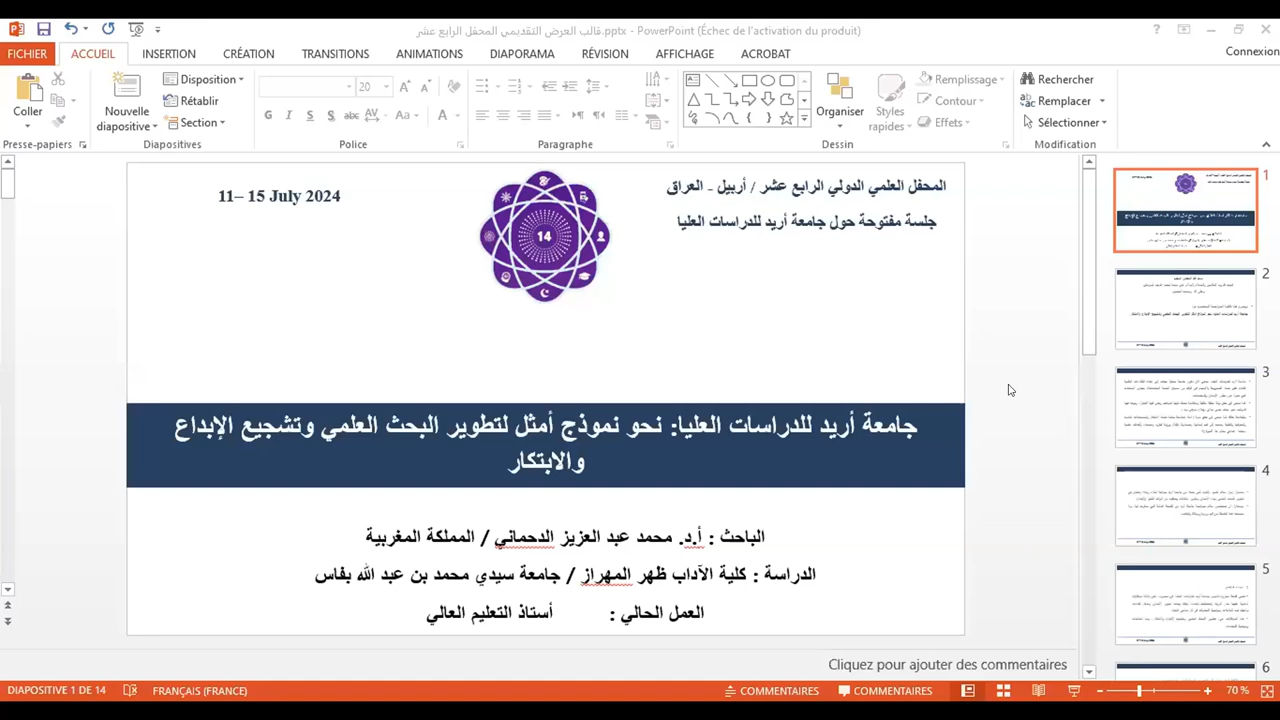 قالب العرض التقديمي المحفل الرابع عشر.pptx - PowerPoint (Échec de l'activation du produit)
?
FICHIER ACCUEIL INSERTION CRÉATION TRANSITIONS ANIMATIONS DIAPORAMA RÉVISION AFFICHAGE ACROBAT
Connexion
Coller
Nouvelle diapositive
Disposition
Rétablir
Section
20
G I S S abc AV Aa A
Organiser
Styles rapides
Remplissage
Contour
Effets
Rechercher
Remplacer
Sélectionner
Presse-papiers Diapositives Police Paragraphe Dessin Modification
11– 15 July 2024
14
المحفل العلمي الدولي الرابع عشر / أربيل - العراق
جلسة مفتوحة حول جامعة أريد للدراسات العليا
جامعة أريد للدراسات العليا: نحو نموذج أمثل لتطوير البحث العلمي وتشجيع الإبداع
والابتكار
الباحث : أ.د. محمد عبد العزيز الدحماني / المملكة المغربية
الدراسة : كلية الآداب ظهر المهراز / جامعة سيدي محمد بن عبد الله بفاس
العمل الحالي : أستاذ التعليم العالي
1
2
3
4
5
6
Cliquez pour ajouter des commentaires
DIAPOSITIVE 1 DE 14 FRANÇAIS (FRANCE) COMMENTAIRES COMMENTAIRES 70 %